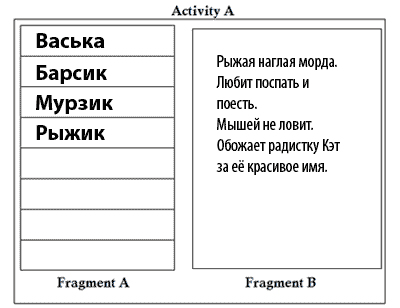 Activity A
Васька
Барсик
Мурзик
Рыжик
Рыжая наглая морда.
Любит поспать и
поесть.
Мышей не ловит.
Обожает радистку Кэт
за её красивое имя.
Fragment A
Fragment B